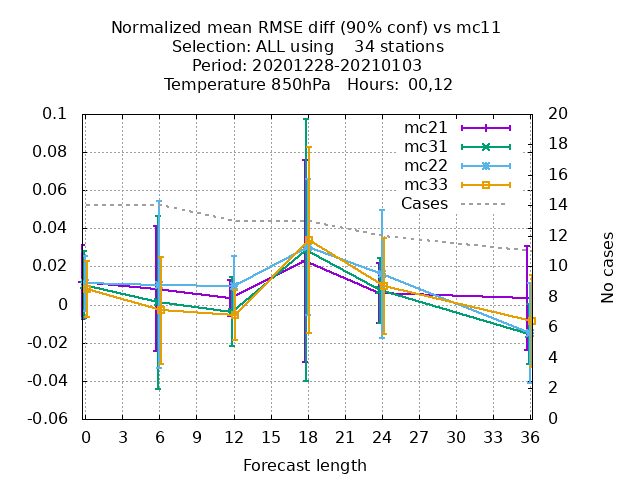 Normalized mean RMSE diff (90% conf) vs mc11
Selection: ALL using    34 stations
Period: 20201228-20210103
Temperature 850hPa   Hours:  00,12
0.1
0.08
0.06
0.04
0.02
0
-0.02
-0.04
-0.06
mc21
mc31
mc22
mc33
Cases
20
18
16
14
12
10
8
6
4
2
0
No cases
0 3 6 9 12 15 18 21 24 27 30 33 36
Forecast length